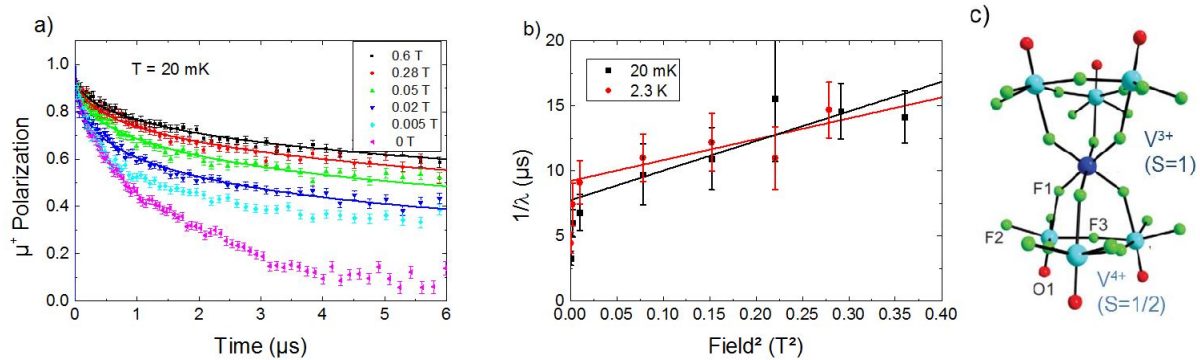 a)
μ⁺ Polarization
1.0
0.8
0.6
0.4
0.2
0.0
T = 20 mK
0.6 T
0.28 T
0.05 T
0.02 T
0.005 T
0 T
0 1 2 3 4 5 6
Time (μs)
b)
1/λ (μs)
20
15
10
5
0
20 mK
2.3 K
0.00 0.05 0.10 0.15 0.20 0.25 0.30 0.35 0.40
Field² (T²)
c)
V³⁺
(S=1)
F1
F2
F3
O1
V⁴⁺
(S=1/2)